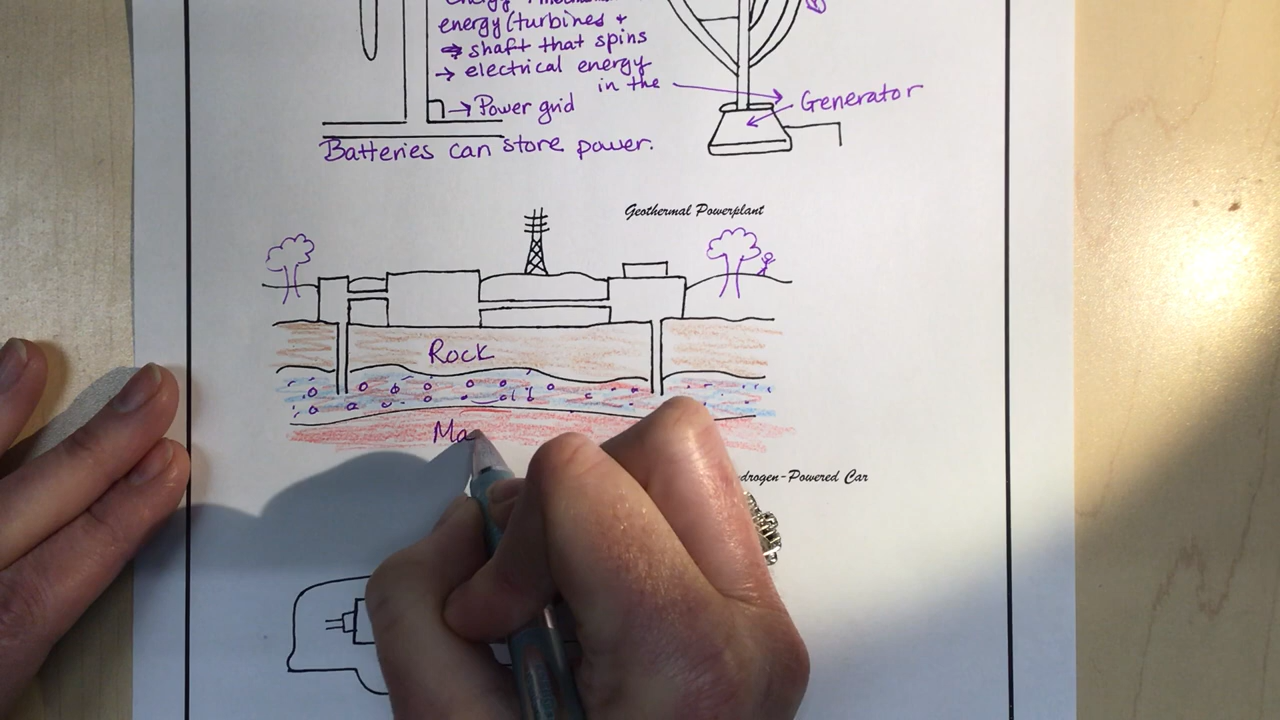 energy (turbines +
shaft that spins
→ electrical energy
in the
→ Power grid
Generator
Batteries can store power.
Geothermal Powerplant
Rock
Ma
drogen-Powered Car